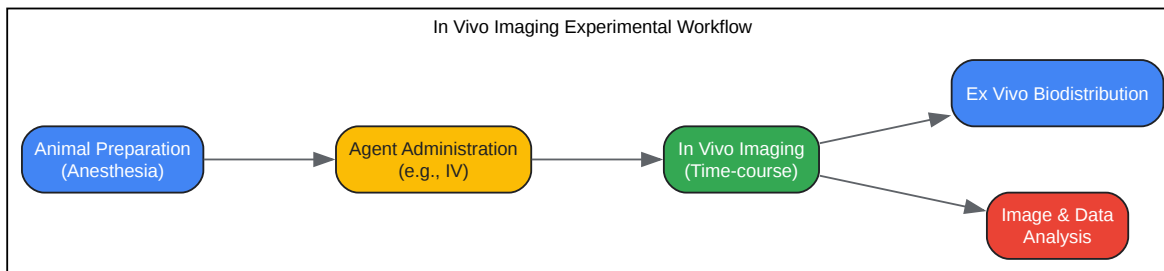 In Vivo Imaging Experimental Workflow
Animal Preparation
(Anesthesia)
Agent Administration
(e.g., IV)
In Vivo Imaging
(Time-course)
Ex Vivo Biodistribution
Image & Data
Analysis